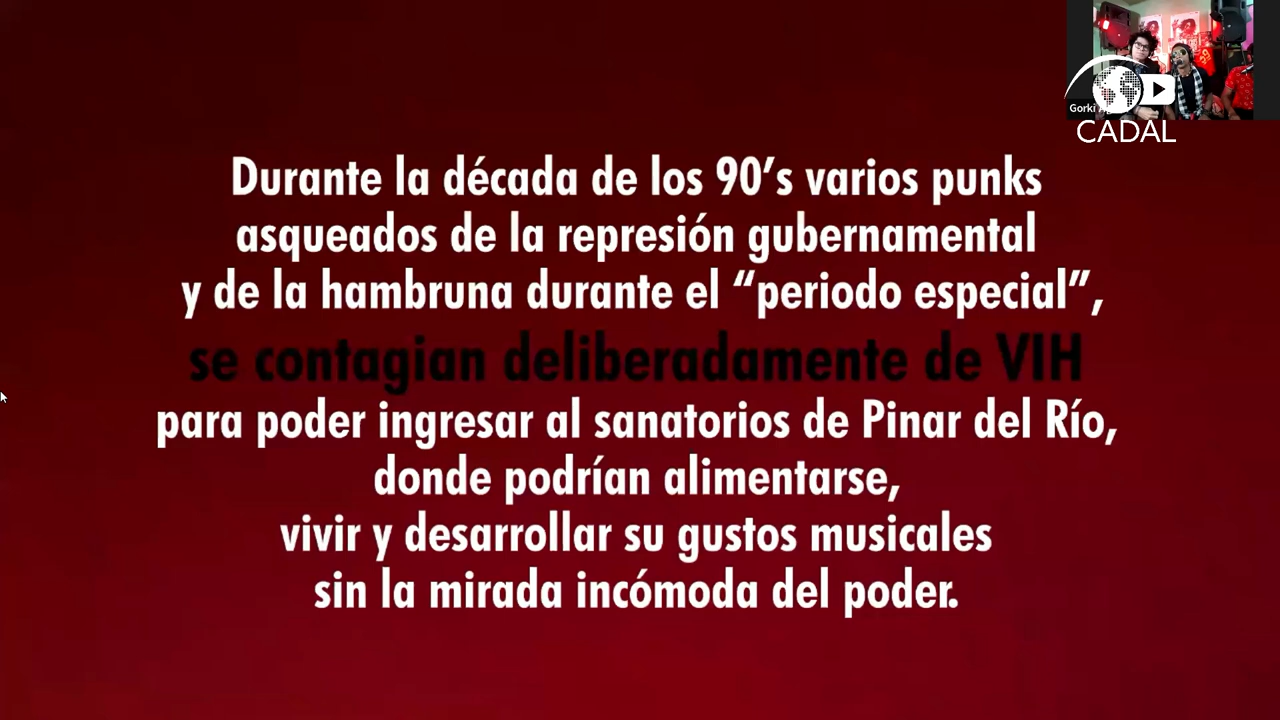 Gorki
CADAL
Durante la década de los 90’s varios punks
asqueados de la represión gubernamental
y de la hambruna durante el “periodo especial”,
se contagian deliberadamente de VIH
para poder ingresar al sanatorios de Pinar del Río,
donde podrían alimentarse,
vivir y desarrollar su gustos musicales
sin la mirada incómoda del poder.